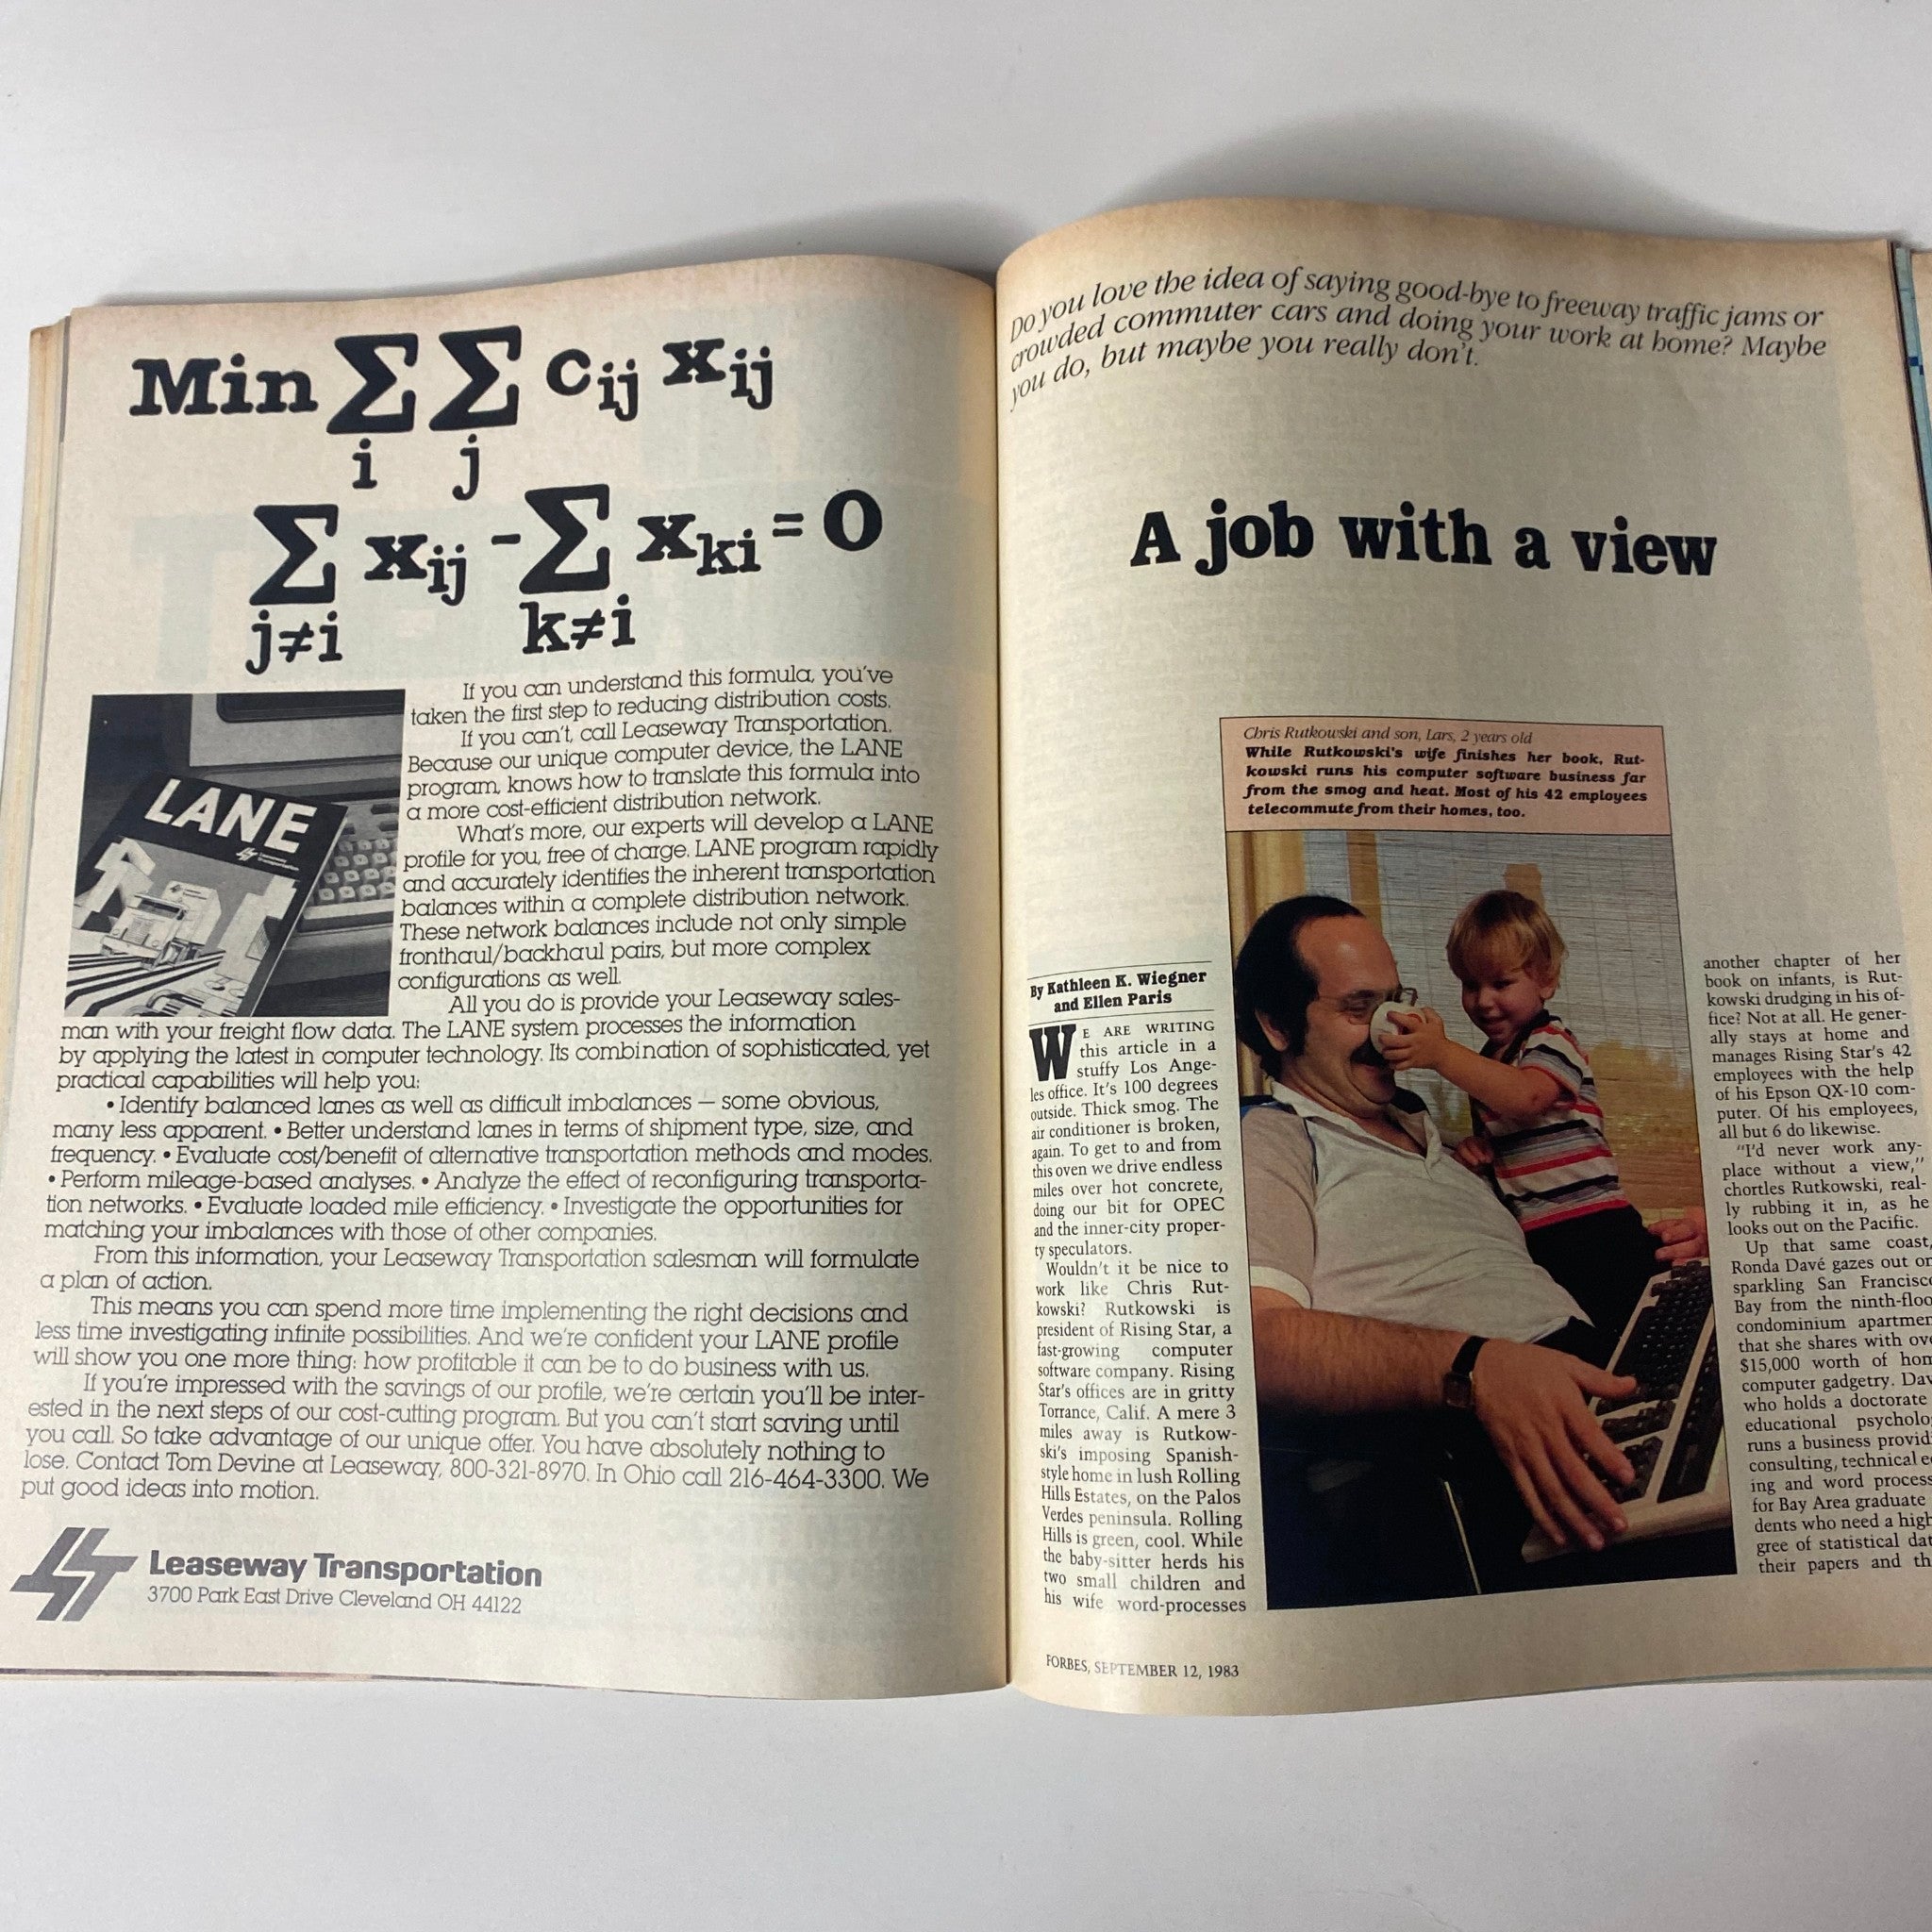 Min Σ Σ cij xij
i j
Σ xij - Σ xki = 0
j≠i k≠i
If you can understand this formula, you've
taken the first step to reducing distribution costs.
If you can't, call Leaseway Transportation.
Because our unique computer device, the LANE
program, knows how to translate this formula into
a more cost-efficient distribution network.
What's more, our experts will develop a LANE
profile for you, free of charge. LANE program rapidly
and accurately identifies the inherent transportation
balances within a complete distribution network.
These network balances include not only simple
fronthaul/backhaul pairs, but more complex
configurations as well.
LANE
All you do is provide your Leaseway sales-
man with your freight flow data. The LANE system processes the information
by applying the latest in computer technology. Its combination of sophisticated, yet
practical capabilities will help you:
• Identify balanced lanes as well as difficult imbalances — some obvious,
many less apparent. • Better understand lanes in terms of shipment type, size, and
frequency. • Evaluate cost/benefit of alternative transportation methods and modes.
• Perform mileage-based analyses. • Analyze the effect of reconfiguring transporta-
tion networks. • Evaluate loaded mile efficiency. • Investigate the opportunities for
matching your imbalances with those of other companies.
From this information, your Leaseway Transportation salesman will formulate
a plan of action.
This means you can spend more time implementing the right decisions and
less time investigating infinite possibilities. And we're confident your LANE profile
will show you one more thing: how profitable it can be to do business with us.
If you're impressed with the savings of our profile, we're certain you'll be inter-
ested in the next steps of our cost-cutting program. But you can't start saving until
you call. So take advantage of our unique offer. You have absolutely nothing to
lose. Contact Tom Devine at Leaseway, 800-321-8970. In Ohio call 216-464-3300. We
put good ideas into motion.
Leaseway Transportation
3700 Park East Drive Cleveland OH 44122
Do you love the idea of saying good-bye to freeway traffic jams or
crowded commuter cars and doing your work at home? Maybe
you do, but maybe you really don't.
A job with a view
Chris Rutkowski and son, Lars, 2 years old
While Rutkowski's wife finishes her book, Rut-
kowski runs his computer software business far
from the smog and heat. Most of his 42 employees
telecommute from their homes, too.
By Kathleen K. Wiegner
and Ellen Paris
WE ARE WRITING
this article in a
stuffy Los Ange-
les office. It's 100 degrees
outside. Thick smog. The
air conditioner is broken,
again. To get to and from
this oven we drive endless
miles over hot concrete,
doing our bit for OPEC
and the inner-city proper-
ty speculators.
Wouldn't it be nice to
work like Chris Rut-
kowski? Rutkowski is
president of Rising Star, a
fast-growing computer
software company. Rising
Star's offices are in gritty
Torrance, Calif. A mere 3
miles away is Rutkow-
ski's imposing Spanish-
style home in lush Rolling
Hills Estates, on the Palos
Verdes peninsula. Rolling
Hills is green, cool. While
the baby-sitter herds his
two small children and
his wife word-processes
another chapter of her
book on infants, is Rut-
kowski drudging in his of-
fice? Not at all. He gener-
ally stays at home and
manages Rising Star's 42
employees with the help
of his Epson QX-10 com-
puter. Of his employees,
all but 6 do likewise.
"I'd never work any-
place without a view,"
chortles Rutkowski, real-
ly rubbing it in, as he
looks out on the Pacific.
Up that same coast,
Ronda Davé gazes out on
sparkling San Francisco
Bay from the ninth-floo
condominium apartmen
that she shares with ove
$15,000 worth of hom
computer gadgetry. Dav
who holds a doctorate
educational psycholo
runs a business providi
consulting, technical e
ing and word process
for Bay Area graduate
dents who need a high
gree of statistical dat
their papers and th
FORBES, SEPTEMBER 12, 1983